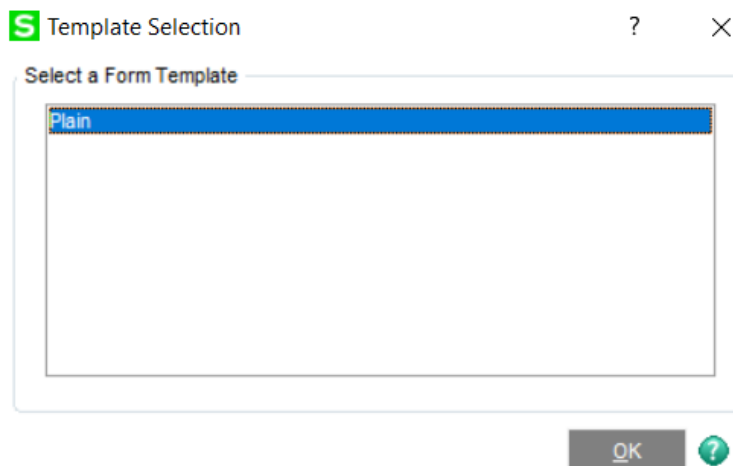 S Template Selection ? ×
Select a Form Template
Plain
OK ?